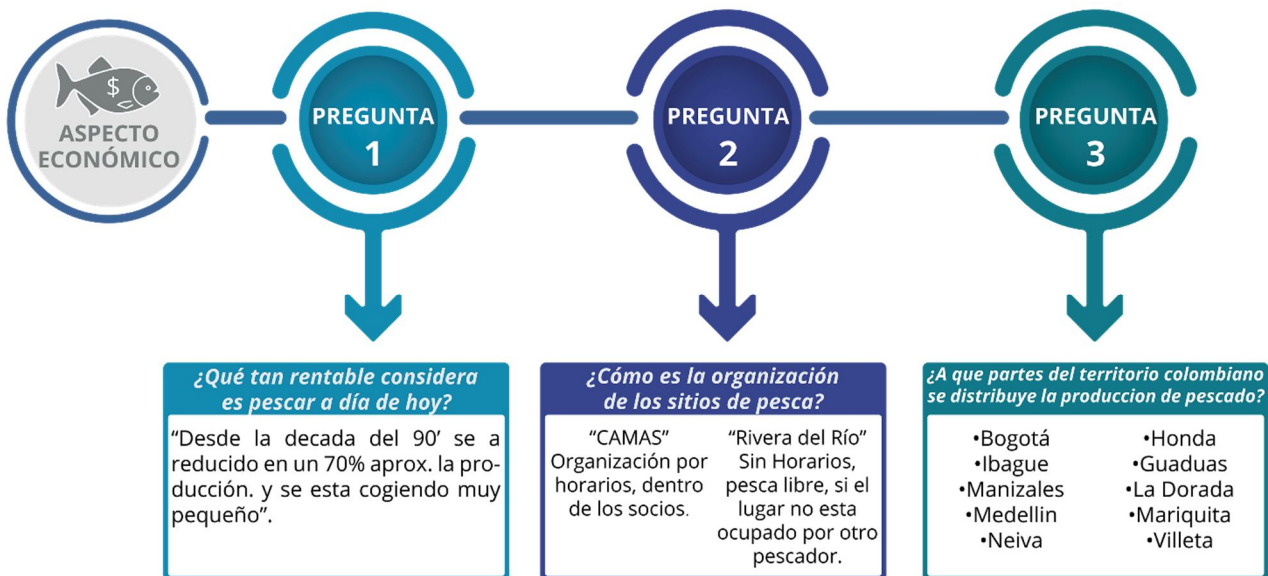 $
ASPECTO
ECONÓMICO
PREGUNTA
1
PREGUNTA
2
PREGUNTA
3
¿Qué tan rentable considera
es pescar a día de hoy?
“Desde la decada del 90’ se a
reducido en un 70% aprox. la pro-
ducción. y se esta cogiendo muy
pequeño”.
¿Cómo es la organización
de los sitios de pesca?
“CAMAS”
Organización por
horarios, dentro
de los socios.
“Rivera del Río”
Sin Horarios,
pesca libre, si el
lugar no esta
ocupado por otro
pescador.
¿A que partes del territorio colombiano
se distribuye la produccion de pescado?
•Bogotá
•Ibague
•Manizales
•Medellin
•Neiva
•Honda
•Guaduas
•La Dorada
•Mariquita
•Villeta